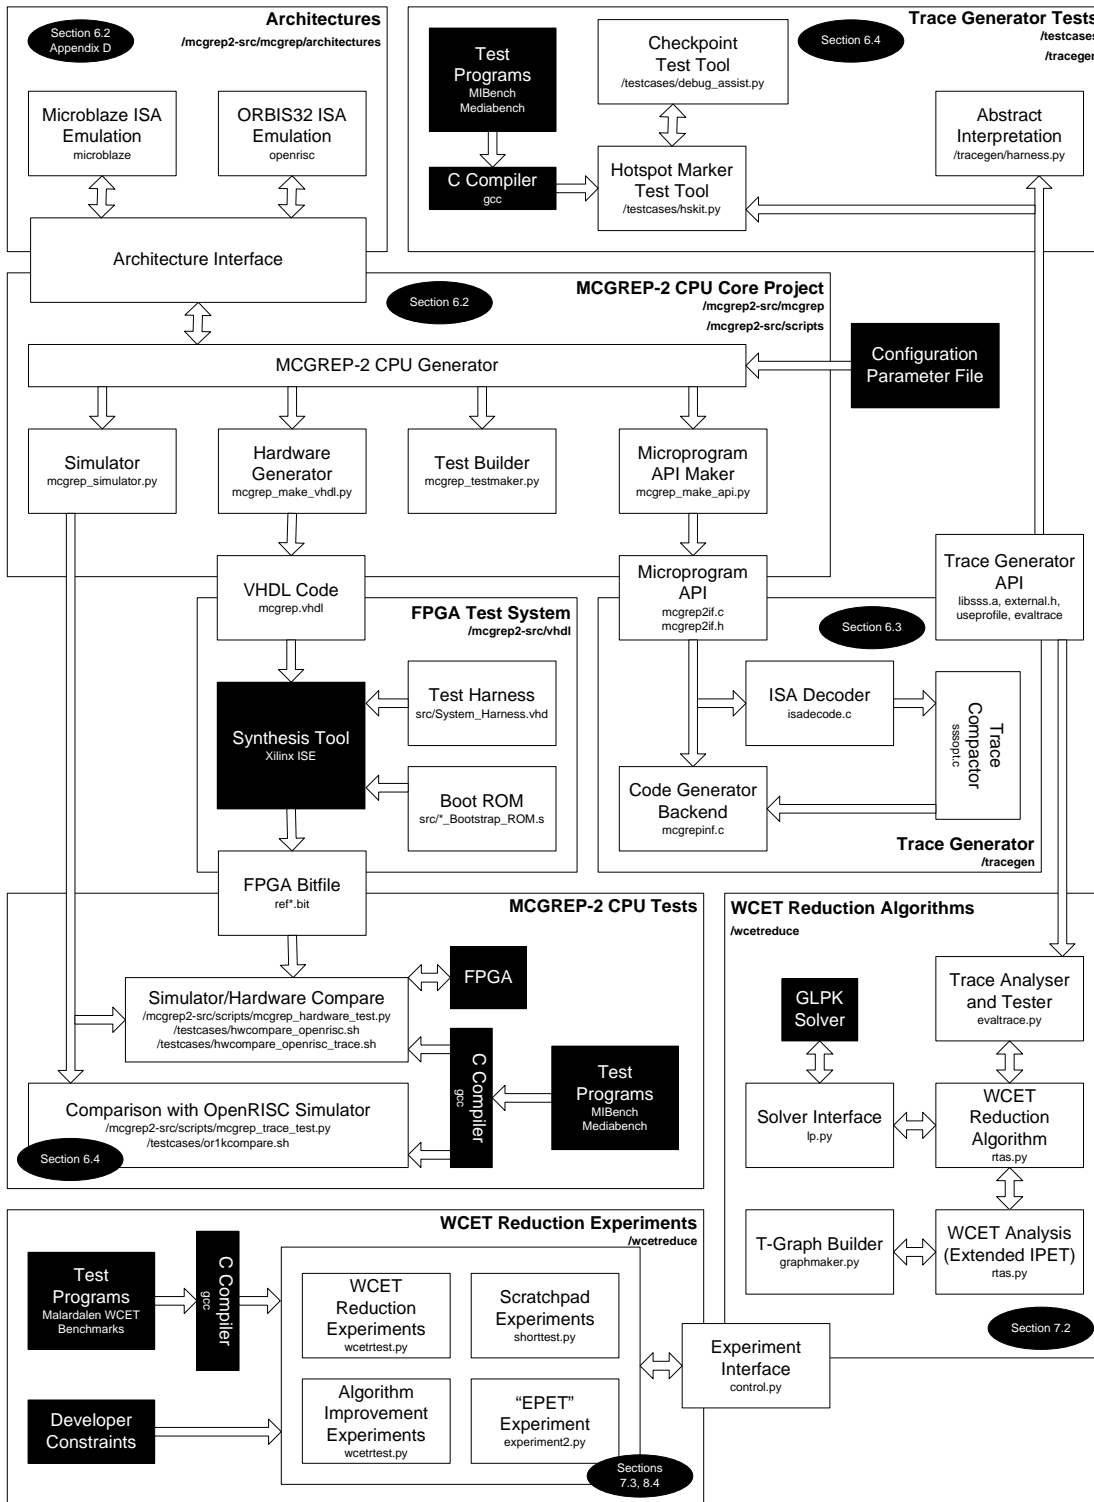 Architectures
/mcgrep2-src/mcgrep/architectures
Section 6.2
Appendix D
Microblaze ISA
Emulation
microblaze
ORBIS32 ISA
Emulation
openrisc
Architecture Interface
Trace Generator Tests
/testcases
/tracegen
Section 6.4
Test
Programs
MIBench
Mediabench
Checkpoint
Test Tool
/testcases/debug_assist.py
C Compiler
gcc
Hotspot Marker
Test Tool
/testcases/hskit.py
Abstract
Interpretation
/tracegen/harness.py
Section 6.2
MCGREP-2 CPU Core Project
/mcgrep2-src/mcgrep
/mcgrep2-src/scripts
MCGREP-2 CPU Generator
Configuration
Parameter File
Simulator
mcgrep_simulator.py
Hardware
Generator
mcgrep_make_vhdl.py
Test Builder
mcgrep_testmaker.py
Microprogram
API Maker
mcgrep_make_api.py
VHDL Code
mcgrep.vhdl
Microprogram
API
mcgrep2if.c
mcgrep2if.h
Trace Generator
API
libsss.a, external.h,
useprofile, evaltrace
FPGA Test System
/mcgrep2-src/vhdl
Section 6.3
Synthesis Tool
Xilinx ISE
Test Harness
src/System_Harness.vhd
Boot ROM
src/*_Bootstrap_ROM.s
ISA Decoder
isadecode.c
Trace
Compactor
sssopt.c
Code Generator
Backend
mcgrepinf.c
Trace Generator
/tracegen
FPGA Bitfile
ref*.bit
MCGREP-2 CPU Tests
FPGA
Simulator/Hardware Compare
/mcgrep2-src/scripts/mcgrep_hardware_test.py
/testcases/hwcompare_openrisc.sh
/testcases/hwcompare_openrisc_trace.sh
C Compiler
gcc
Test
Programs
MIBench
Mediabench
Comparison with OpenRISC Simulator
/mcgrep2-src/scripts/mcgrep_trace_test.py
/testcases/or1kcompare.sh
Section 6.4
WCET Reduction Algorithms
/wcetreduce
GLPK
Solver
Trace Analyser
and Tester
evaltrace.py
Solver Interface
lp.py
WCET
Reduction
Algorithm
rtas.py
T-Graph Builder
graphmaker.py
WCET Analysis
(Extended IPET)
rtas.py
Section 7.2
WCET Reduction Experiments
/wcetreduce
Test
Programs
Malardalen WCET
Benchmarks
C Compiler
gcc
WCET
Reduction
Experiments
wcetrtest.py
Scratchpad
Experiments
shorttest.py
Experiment
Interface
control.py
Developer
Constraints
Algorithm
Improvement
Experiments
wcetrtest.py
“EPET”
Experiment
experiment2.py
Sections
7.3, 8.4